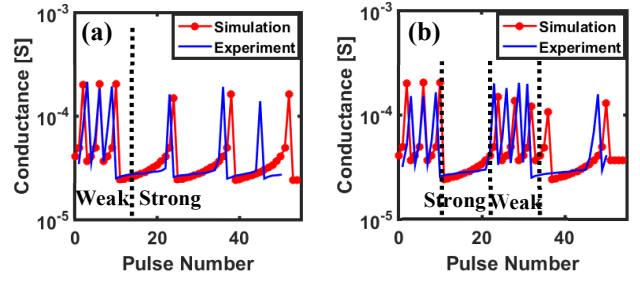 (a)
Simulation
Experiment
Conductance [S]
10⁻³
10⁻⁴
10⁻⁵
Weak
Strong
0
20
40
Pulse Number
(b)
Simulation
Experiment
Conductance [S]
10⁻³
10⁻⁴
10⁻⁵
Strong
Weak
0
20
40
Pulse Number